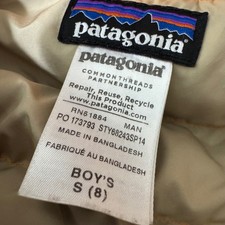 patagonia
patagonia
COMMONTHREADS
PARTNERSHIP
Repair, Reuse, Recycle
This Product
www.patagonia.com
RN51884 MAN
PO 173793 STY68243SP14
MADE IN BANGLADESH
FABRIQUÉ AU BANGLADESH
BOY'S
S (8)